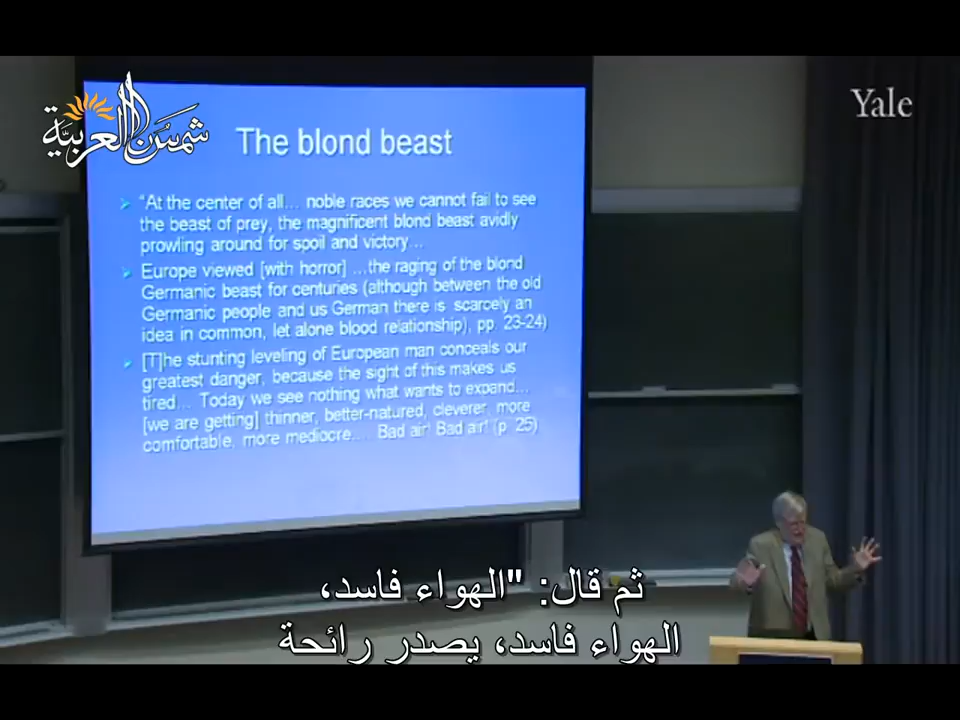 شمس العربية
Yale
The blond beast
"At the center of all… noble races we cannot fail to see
the beast of prey, the magnificent blond beast avidly
prowling around for spoil and victory…
Europe viewed [with horror] …the raging of the blond
Germanic beast for centuries (although between the old
Germanic people and us German there is scarcely an
idea in common, let alone blood relationship), pp. 23-24)
[T]he stunting leveling of European man conceals our
greatest danger, because the sight of this makes us
tired… Today we see nothing what wants to expand…
[we are getting] thinner, better-natured, cleverer, more
comfortable, more mediocre… Bad air! Bad air! (p. 25)
ثم قال: "الهواء فاسد،
الهواء فاسد، يصدر رائحة